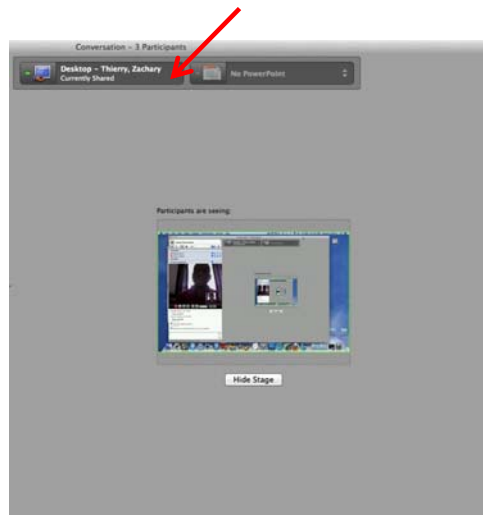 Conversation – 3 Participants
Desktop – Thierry, Zachary
Currently Shared
No PowerPoint
Participants are seeing:
Hide Stage